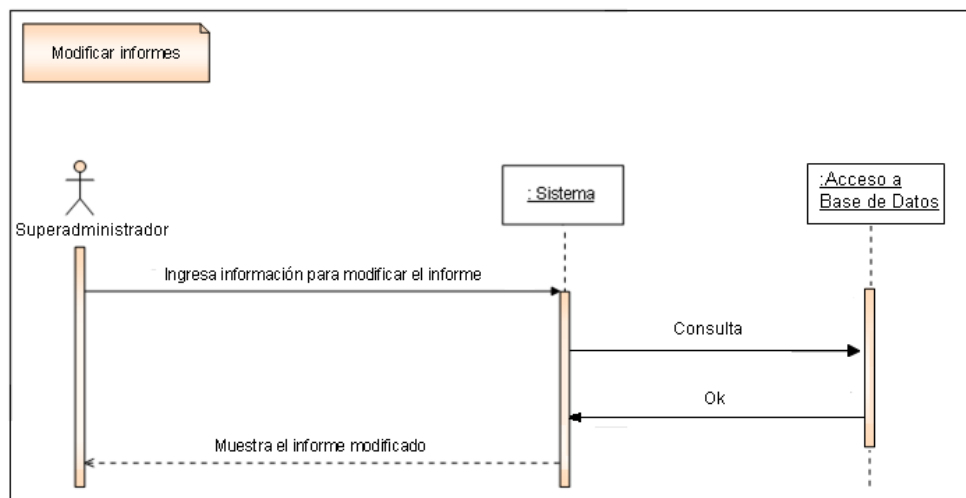 Modificar informes
: Sistema
:Acceso a
Base de Datos
Superadministrador
Ingresa información para modificar el informe
Consulta
Ok
Muestra el informe modificado